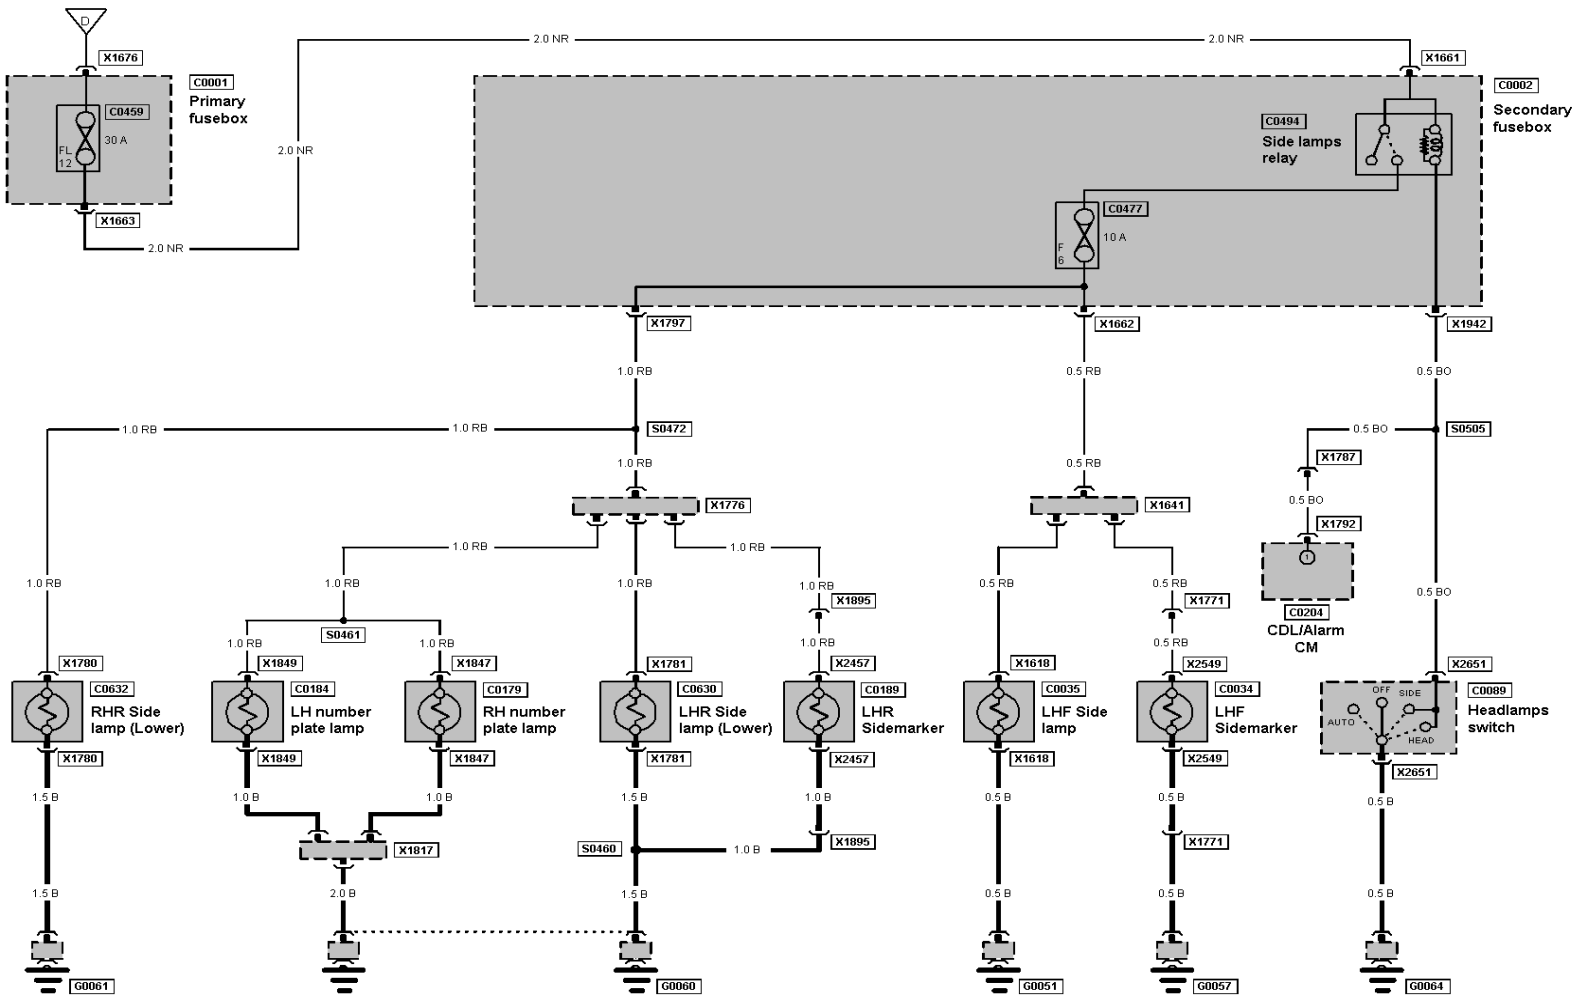 D
X1676
2.0 NR
2.0 NR
X1661
C0001
Primary
fusebox
C0459
30 A
FL
12
X1663
2.0 NR
2.0 NR
C0002
Secondary
fusebox
C0494
Side lamps
relay
C0477
10 A
F
6
X1797
X1662
X1942
1.0 RB
0.5 RB
0.5 BO
1.0 RB
1.0 RB
S0472
0.5 BO
S0505
1.0 RB
0.5 RB
X1787
0.5 BO
X1776
X1641
X1792
1
C0204
CDL/Alarm
CM
1.0 RB
1.0 RB
1.0 RB
1.0 RB
1.0 RB
1.0 RB
0.5 RB
0.5 RB
0.5 BO
X1895
X1771
S0461
1.0 RB
1.0 RB
1.0 RB
0.5 RB
X1780
X1849
X1847
X1781
X2457
X1618
X2549
X2651
C0632
RHR Side
lamp (Lower)
C0184
LH number
plate lamp
C0179
RH number
plate lamp
C0630
LHR Side
lamp (Lower)
C0189
LHR
Sidemarker
C0035
LHF Side
lamp
C0034
LHF
Sidemarker
OFF
SIDE
AUTO
HEAD
C0089
Headlamps
switch
X1780
X1849
X1847
X1781
X2457
X1618
X2549
X2651
1.5 B
1.0 B
1.0 B
1.5 B
1.0 B
0.5 B
0.5 B
0.5 B
X1817
S0460
1.0 B
X1895
X1771
1.5 B
2.0 B
1.5 B
0.5 B
0.5 B
0.5 B
G0061
G0060
G0051
G0057
G0064